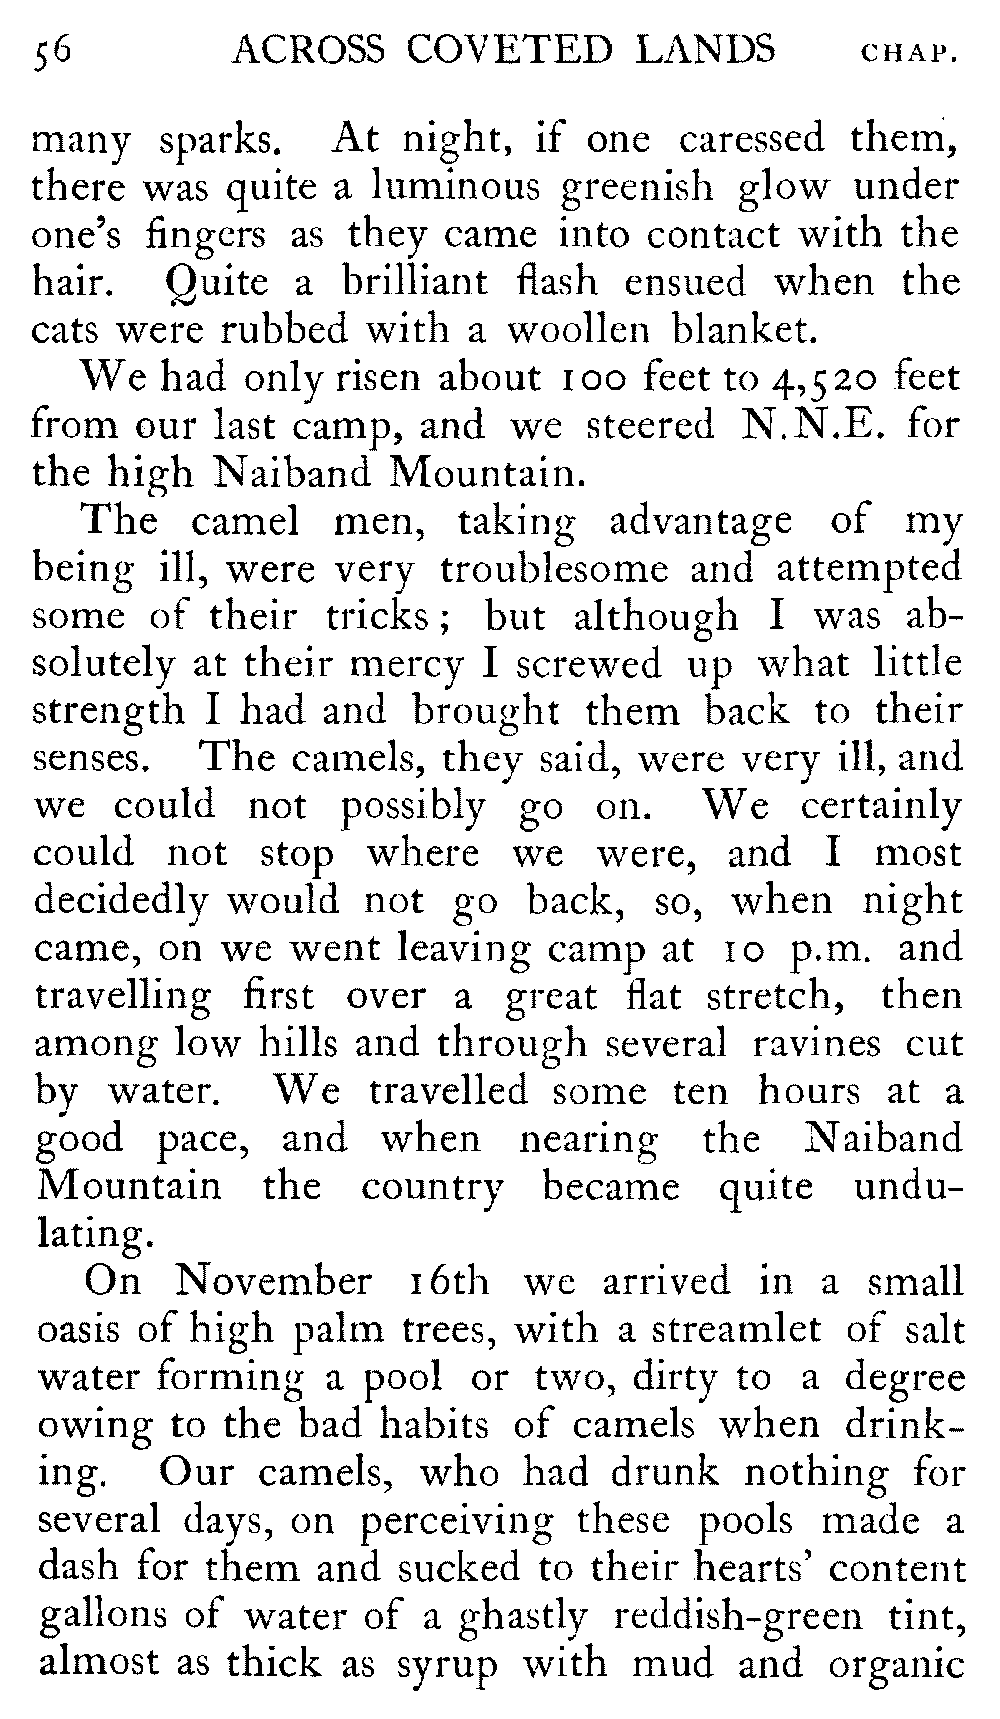 56 ACROSS COVETED LANDS CHAP.
many sparks. At night, if one caressed them,
there was quite a luminous greenish glow under
one's fingers as they came into contact with the
hair. Quite a brilliant flash ensued when the
cats were rubbed with a woollen blanket.
We had only risen about 100 feet to 4,520 feet
from our last camp, and we steered N.N.E. for
the high Naiband Mountain.
The camel men, taking advantage of my
being ill, were very troublesome and attempted
some of their tricks; but although I was ab-
solutely at their mercy I screwed up what little
strength I had and brought them back to their
senses. The camels, they said, were very ill, and
we could not possibly go on. We certainly
could not stop where we were, and I most
decidedly would not go back, so, when night
came, on we went leaving camp at 10 p.m. and
travelling first over a great flat stretch, then
among low hills and through several ravines cut
by water. We travelled some ten hours at a
good pace, and when nearing the Naiband
Mountain the country became quite undu-
lating.
On November 16th we arrived in a small
oasis of high palm trees, with a streamlet of salt
water forming a pool or two, dirty to a degree
owing to the bad habits of camels when drink-
ing. Our camels, who had drunk nothing for
several days, on perceiving these pools made a
dash for them and sucked to their hearts' content
gallons of water of a ghastly reddish-green tint,
almost as thick as syrup with mud and organic